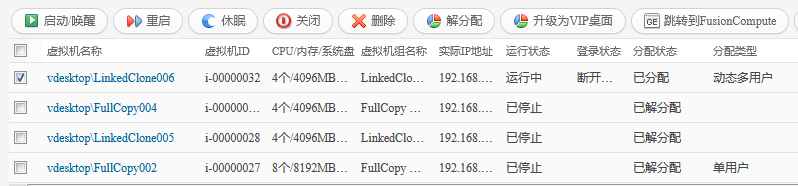 启动/唤醒 重启 休眠 关闭 删除 解分配 升级为VIP桌面 GE 跳转到FusionCompute
虚拟机名称 虚拟机ID CPU/内存/系统盘 虚拟机组名称 实际IP地址 运行状态 登录状态 分配状态 分配类型
vdesktop\LinkedClone006 i-00000032 4个/4096MB... LinkedClo... 192.168.... 运行中 断开... 已分配 动态多用户
vdesktop\FullCopy004 i-000000... 4个/4096MB... FullCopy ... 192.168.... 已停止 已解分配
vdesktop\LinkedClone005 i-00000028 4个/4096MB... LinkedClo... 192.168.... 已停止 已解分配
vdesktop\FullCopy002 i-00000027 8个/8192MB... FullCopy ... 192.168.... 已停止 已解分配 单用户